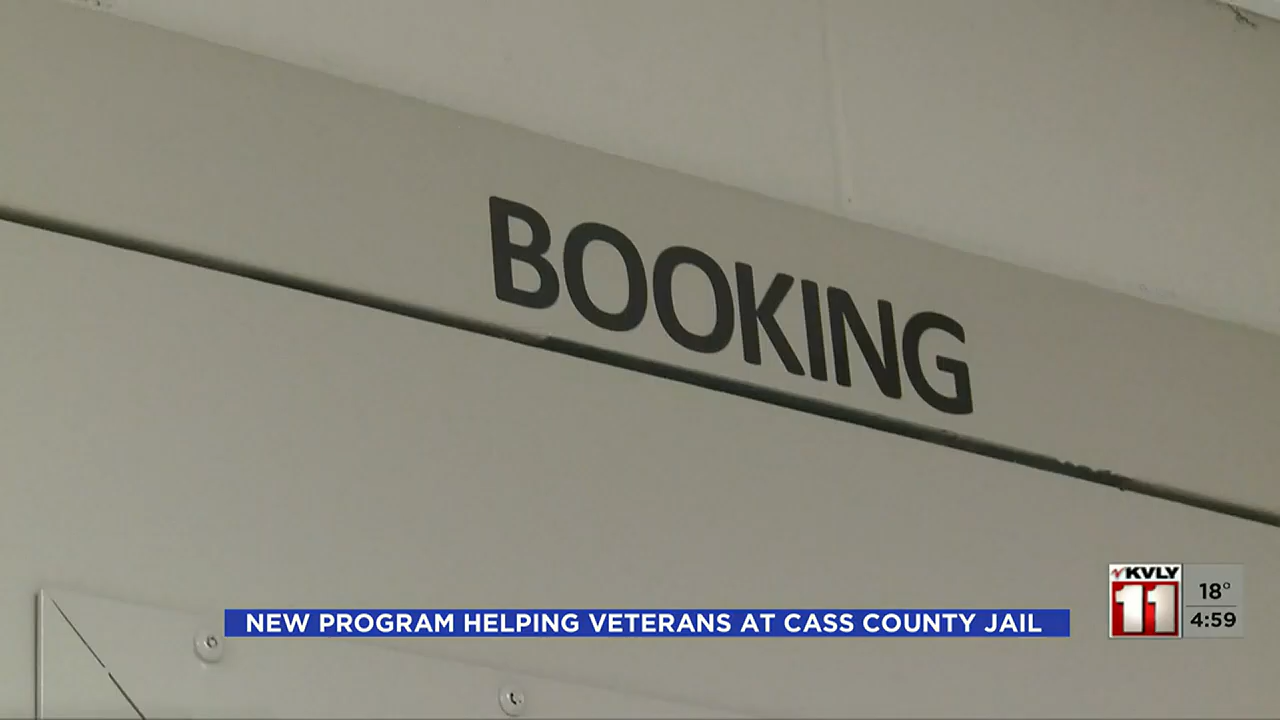 BOOKING
NEW PROGRAM HELPING VETERANS AT CASS COUNTY JAIL
KVLY
11
18°
4:59